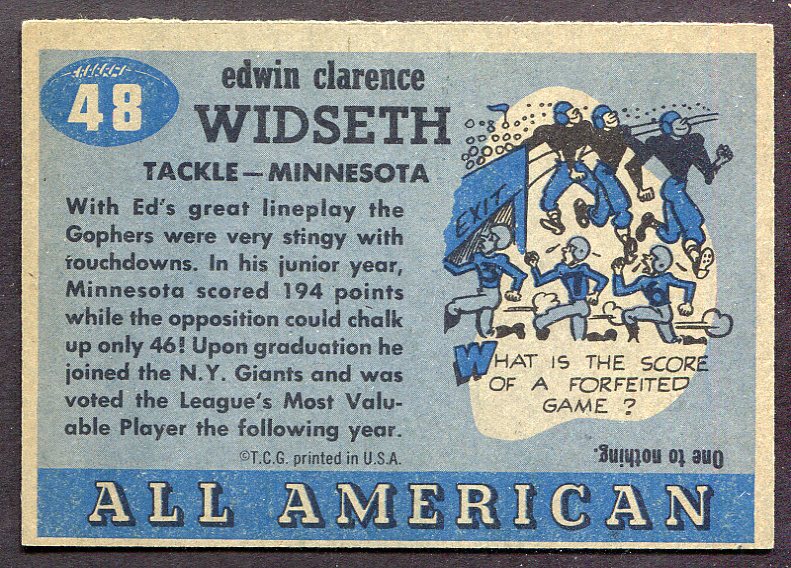 48
edwin clarence
WIDSETH
TACKLE—MINNESOTA
With Ed's great lineplay the
Gophers were very stingy with
touchdowns. In his junior year,
Minnesota scored 194 points
while the opposition could chalk
up only 46! Upon graduation he
joined the N.Y. Giants and was
voted the League's Most Valu-
able Player the following year.
©T.C.G. printed in U.S.A.
EXIT
WHAT IS THE SCORE
OF A FORFEITED
GAME ?
One to nothing.
ALL AMERICAN